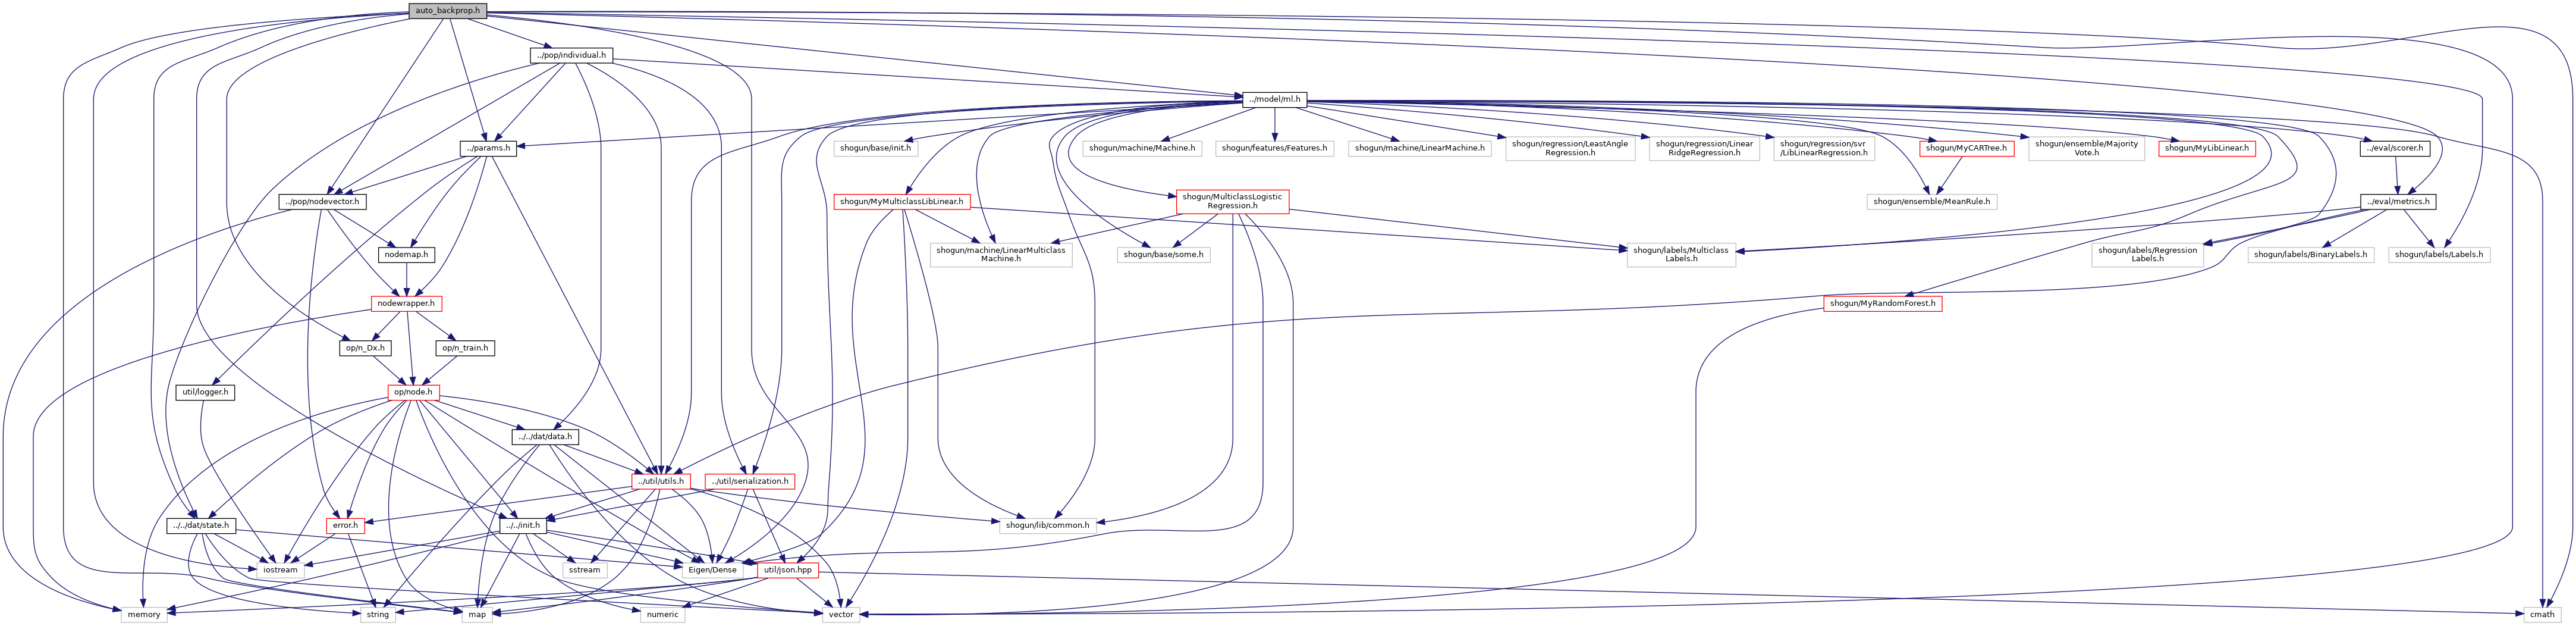 auto_backprop.h
../pop/individual.h
../model/ml.h
../params.h
shogun/base/init.h
shogun/machine/Machine.h
shogun/features/Features.h
shogun/machine/LinearMachine.h
shogun/regression/LeastAngle
Regression.h
shogun/regression/Linear
RidgeRegression.h
shogun/regression/svr
/LibLinearRegression.h
shogun/MyCARTree.h
shogun/ensemble/Majority
Vote.h
shogun/MyLibLinear.h
../eval/scorer.h
../pop/nodevector.h
shogun/MyMulticlassLibLinear.h
shogun/MulticlassLogistic
Regression.h
shogun/ensemble/MeanRule.h
../eval/metrics.h
nodemap.h
shogun/machine/LinearMulticlass
Machine.h
shogun/base/some.h
shogun/labels/Multiclass
Labels.h
shogun/labels/Regression
Labels.h
shogun/labels/BinaryLabels.h
shogun/labels/Labels.h
nodewrapper.h
shogun/MyRandomForest.h
op/n_Dx.h
op/n_train.h
util/logger.h
op/node.h
../../dat/data.h
../util/utils.h
../util/serialization.h
../../dat/state.h
error.h
../../init.h
shogun/lib/common.h
iostream
sstream
Eigen/Dense
util/json.hpp
memory
string
map
numeric
vector
cmath